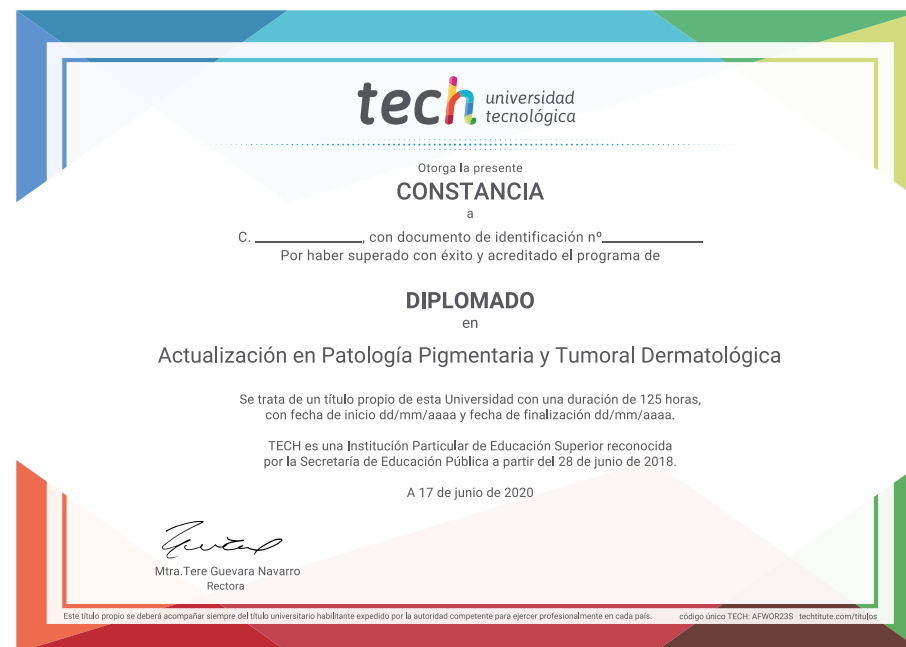 tech universidad
tecnológica
Otorga la presente
CONSTANCIA
a
C. ____________, con documento de identificación nº____________
Por haber superado con éxito y acreditado el programa de
DIPLOMADO
en
Actualización en Patología Pigmentaria y Tumoral Dermatológica
Se trata de un título propio de esta Universidad con una duración de 125 horas,
con fecha de inicio dd/mm/aaaa y fecha de finalización dd/mm/aaaa.
TECH es una Institución Particular de Educación Superior reconocida
por la Secretaría de Educación Pública a partir del 28 de junio de 2018.
A 17 de junio de 2020
Mtra.Tere Guevara Navarro
Rectora
Este título propio se deberá acompañar siempre del título universitario habilitante expedido por la autoridad competente para ejercer profesionalmente en cada país. código único TECH: AFWOR23S techtitute.com/titulos